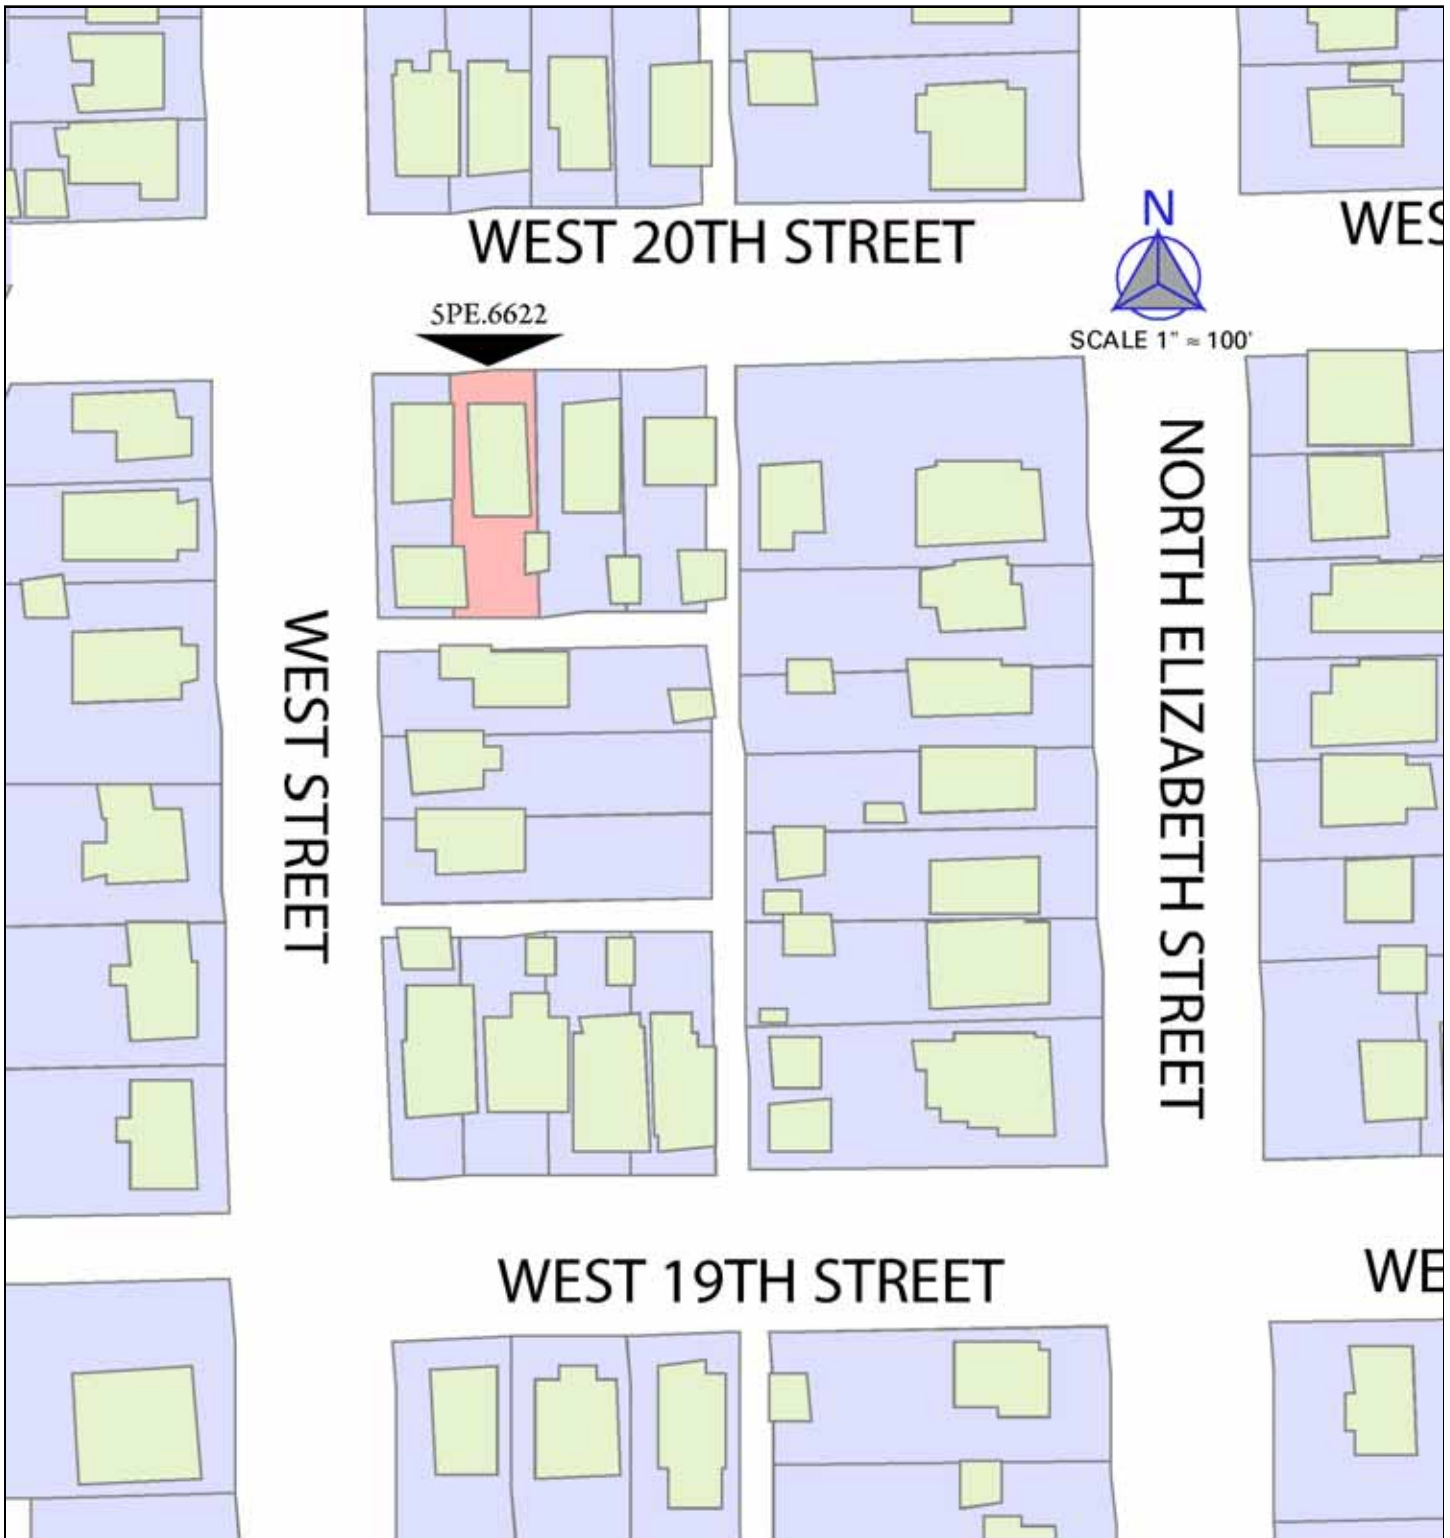 WEST 20TH STREET
WES
N
5PE.6622
SCALE 1" ≈ 100'
NORTH ELIZABETH STREET
WEST STREET
WEST 19TH STREET
WE